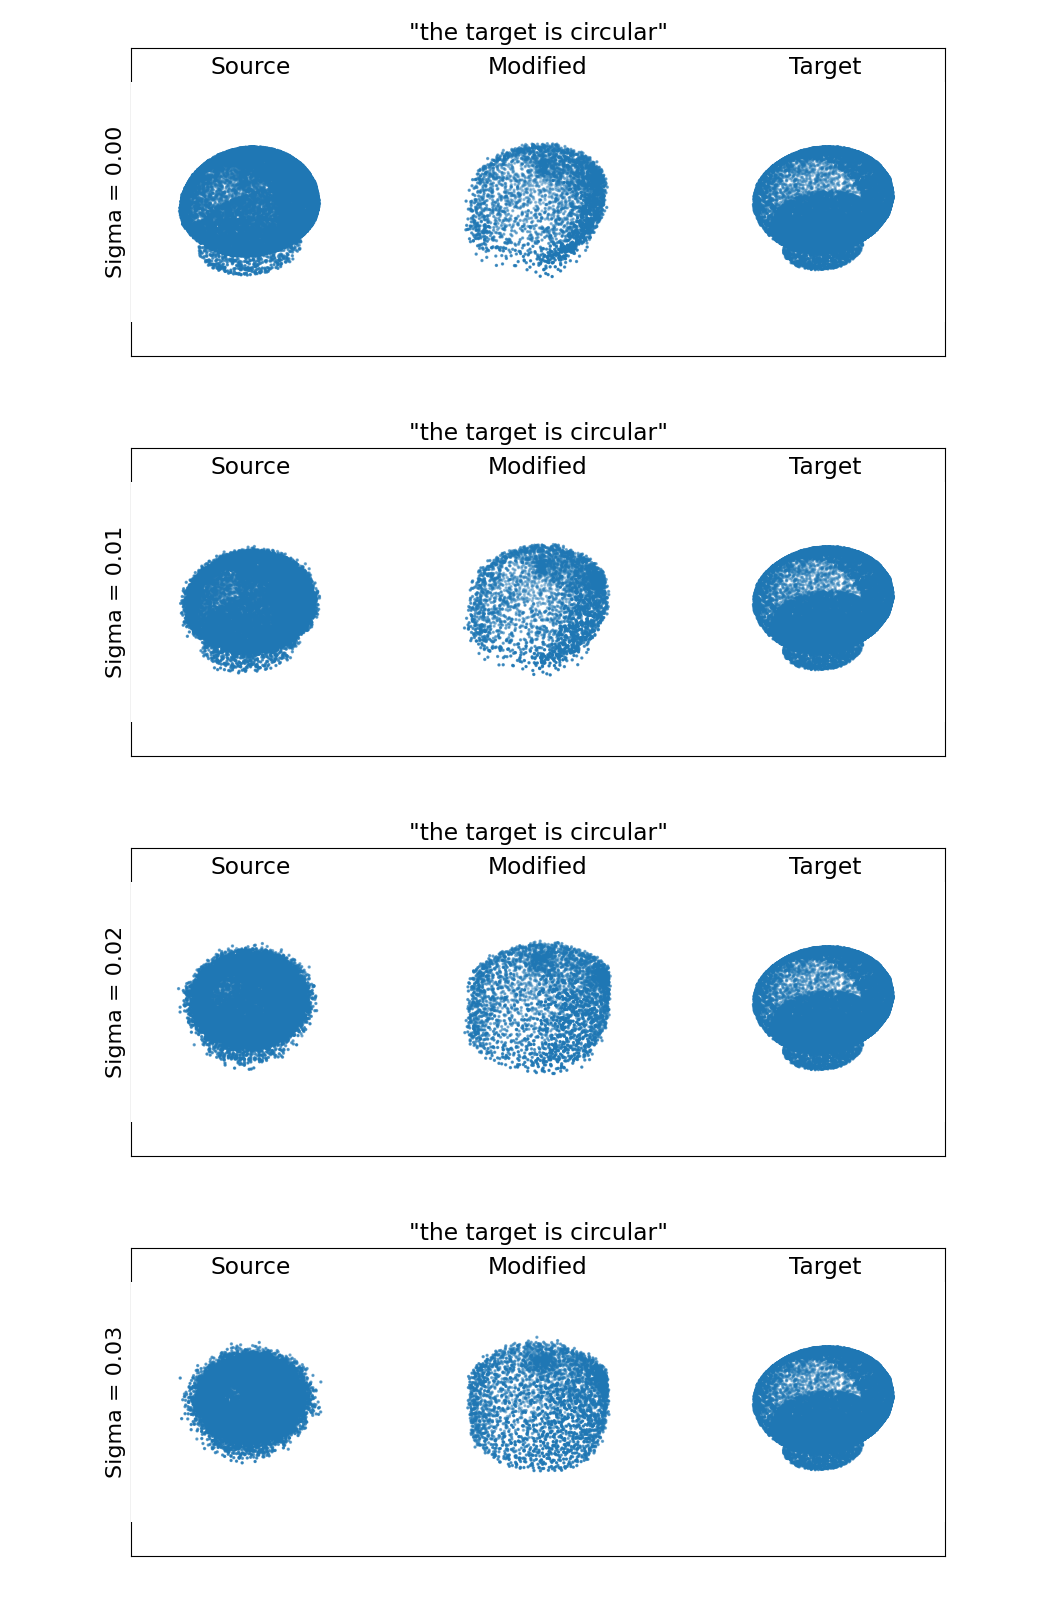 "the target is circular"
Source Modified Target
Sigma = 0.00
"the target is circular"
Source Modified Target
Sigma = 0.01
"the target is circular"
Source Modified Target
Sigma = 0.02
"the target is circular"
Source Modified Target
Sigma = 0.03